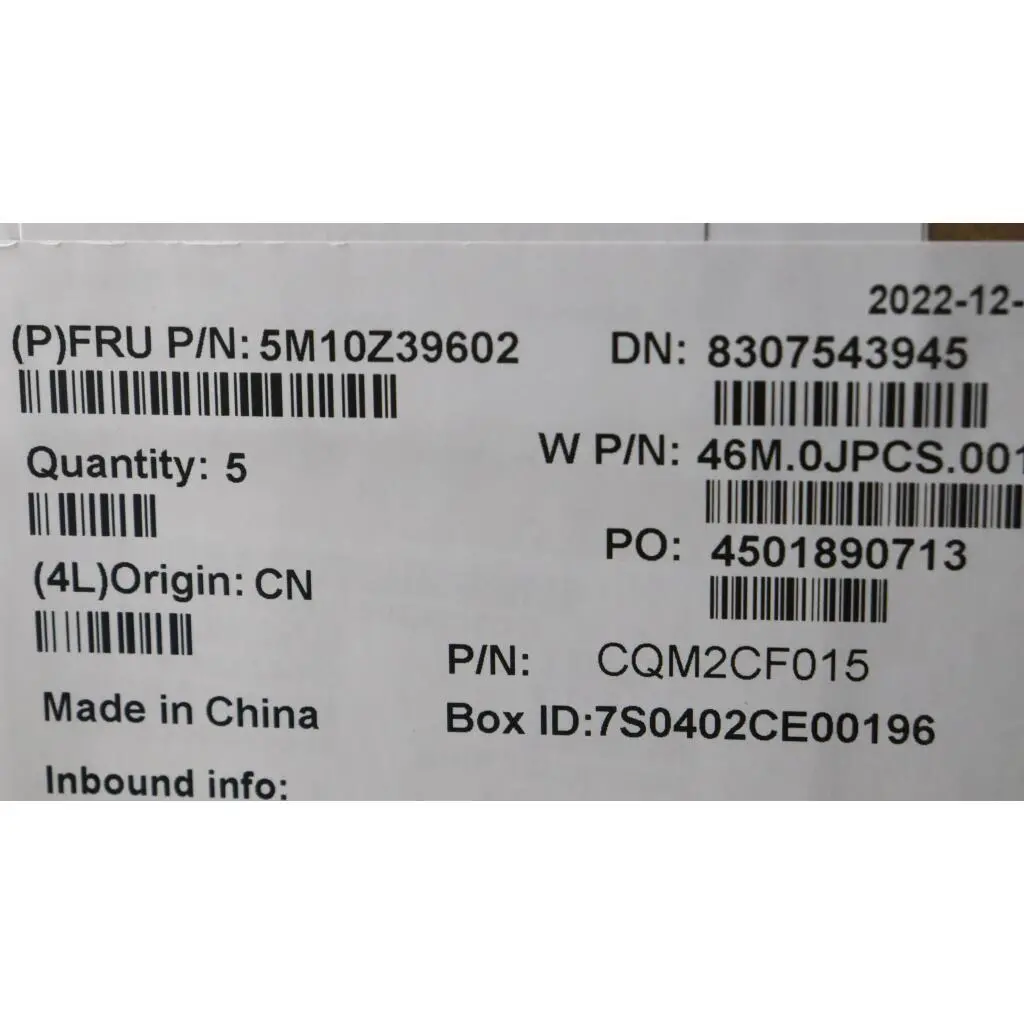 2022-12-
(P)FRU P/N: 5M10Z39602
DN: 8307543945
Quantity: 5
W P/N: 46M.0JPCS.001
(4L)Origin: CN
PO: 4501890713
P/N: CQM2CF015
Made in China
Box ID:7S0402CE00196
Inbound info: